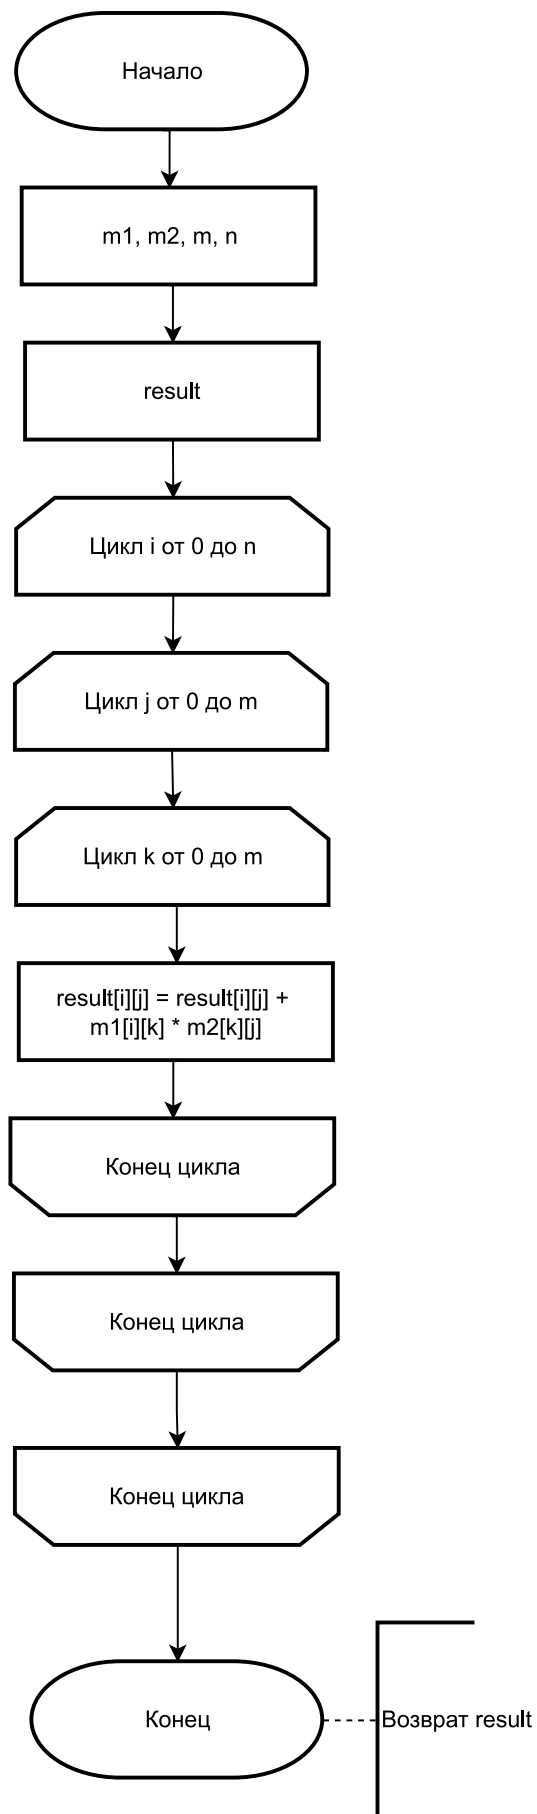 Начало
m1, m2, m, n
result
Цикл i от 0 до n
Цикл j от 0 до m
Цикл k от 0 до m
result[i][j] = result[i][j] +
m1[i][k] * m2[k][j]
Конец цикла
Конец цикла
Конец цикла
Конец
Возврат result